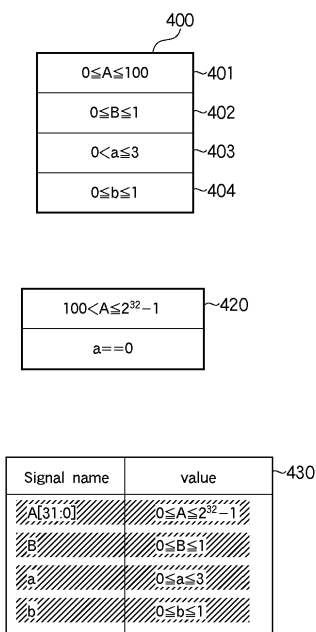 400
0≦A≦100
401
0≦B≦1
402
0<a≦3
403
0≦b≦1
404
100<A≦2³²−1
420
a==0
430
Signal name value
A[31:0] 0≦A≦2³²−1
B 0≦B≦1
a 0≦a≦3
b 0≦b≦1